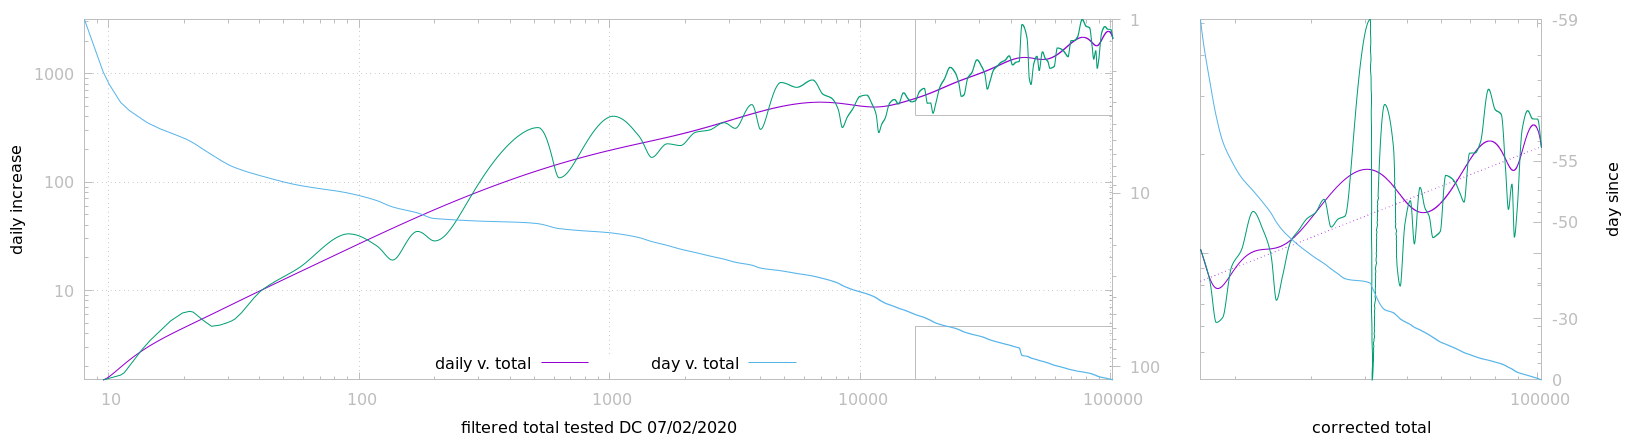 daily increase
1000
100
10
10
100
1000
10000
100000
filtered total tested DC 07/02/2020
daily v. total
day v. total
1
10
100
-59
-55
-50
-30
0
day since
100000
corrected total